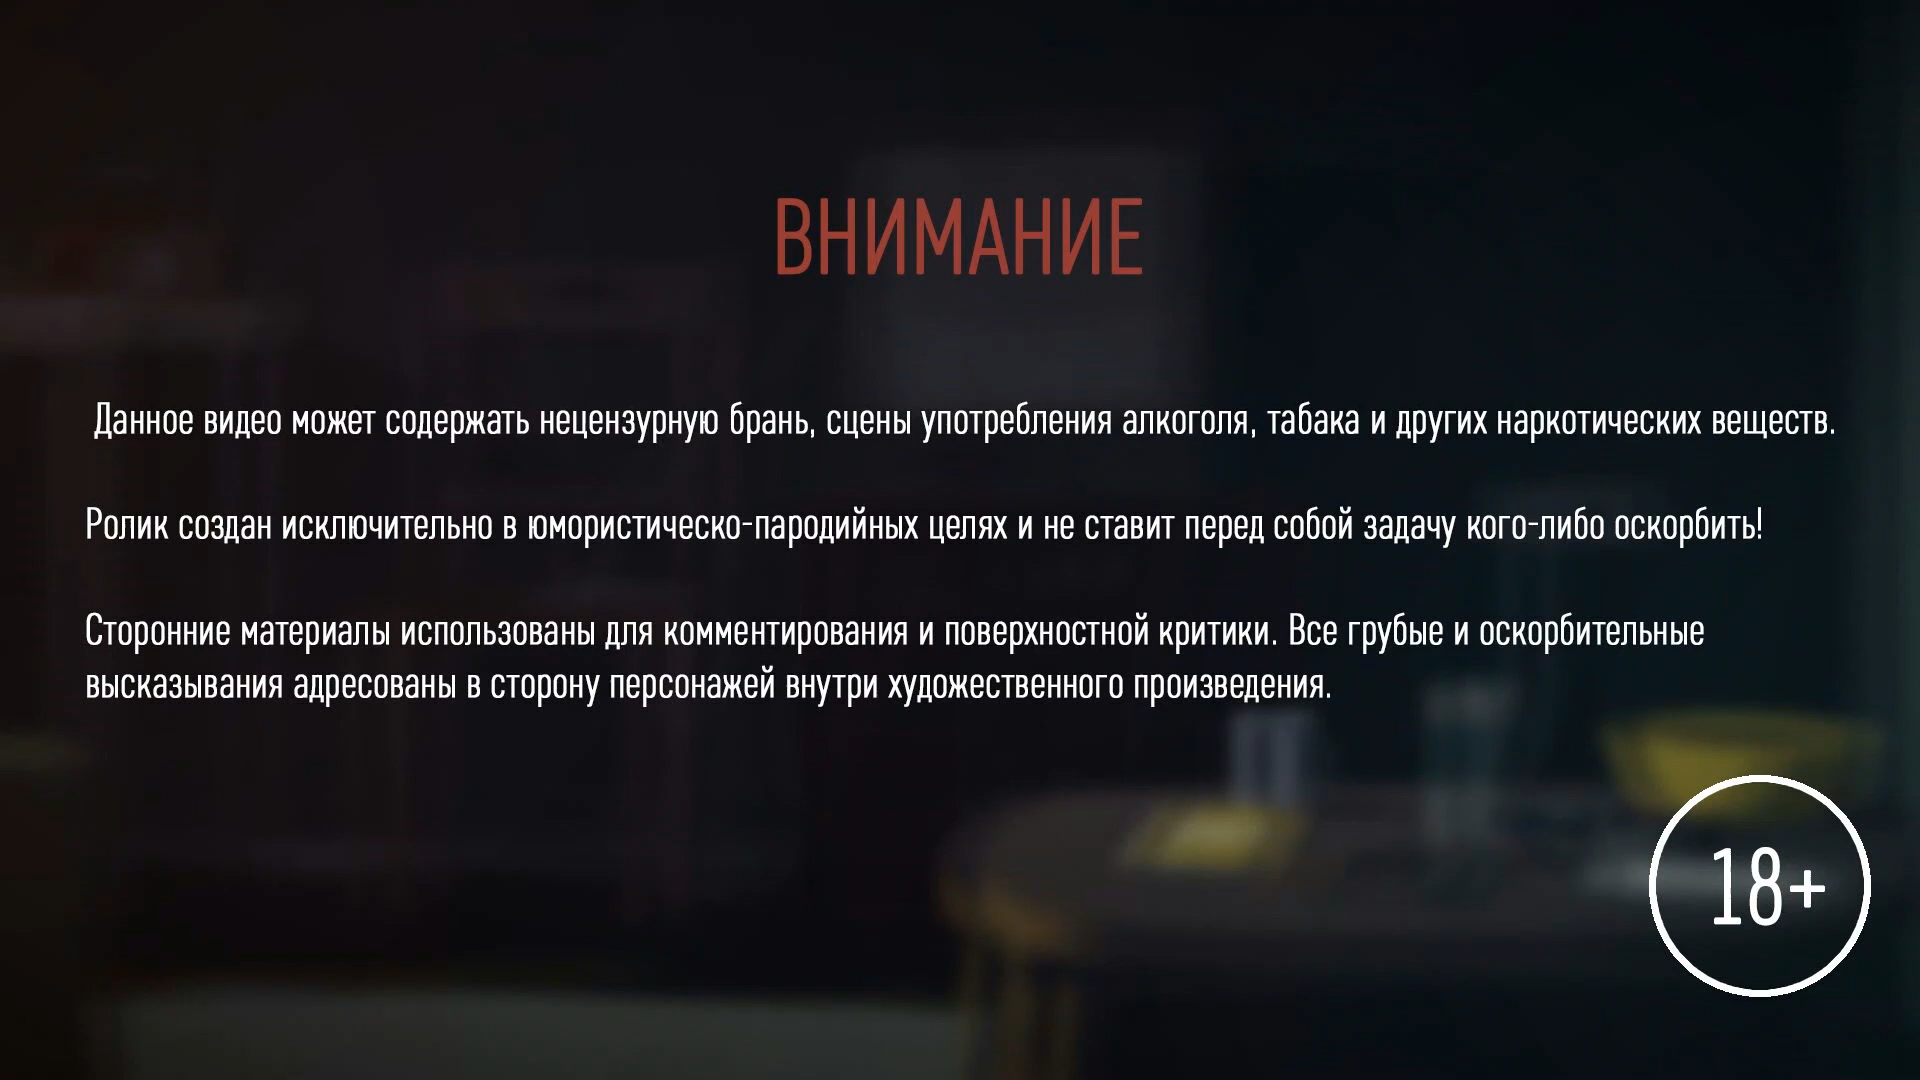 ВНИМАНИЕ
Данное видео может содержать нецензурную брань, сцены употребления алкоголя, табака и других наркотических веществ.
Ролик создан исключительно в юмористическо-пародийных целях и не ставит перед собой задачу кого-либо оскорбить!
Сторонние материалы использованы для комментирования и поверхностной критики. Все грубые и оскорбительные
высказывания адресованы в сторону персонажей внутри художественного произведения.
18+